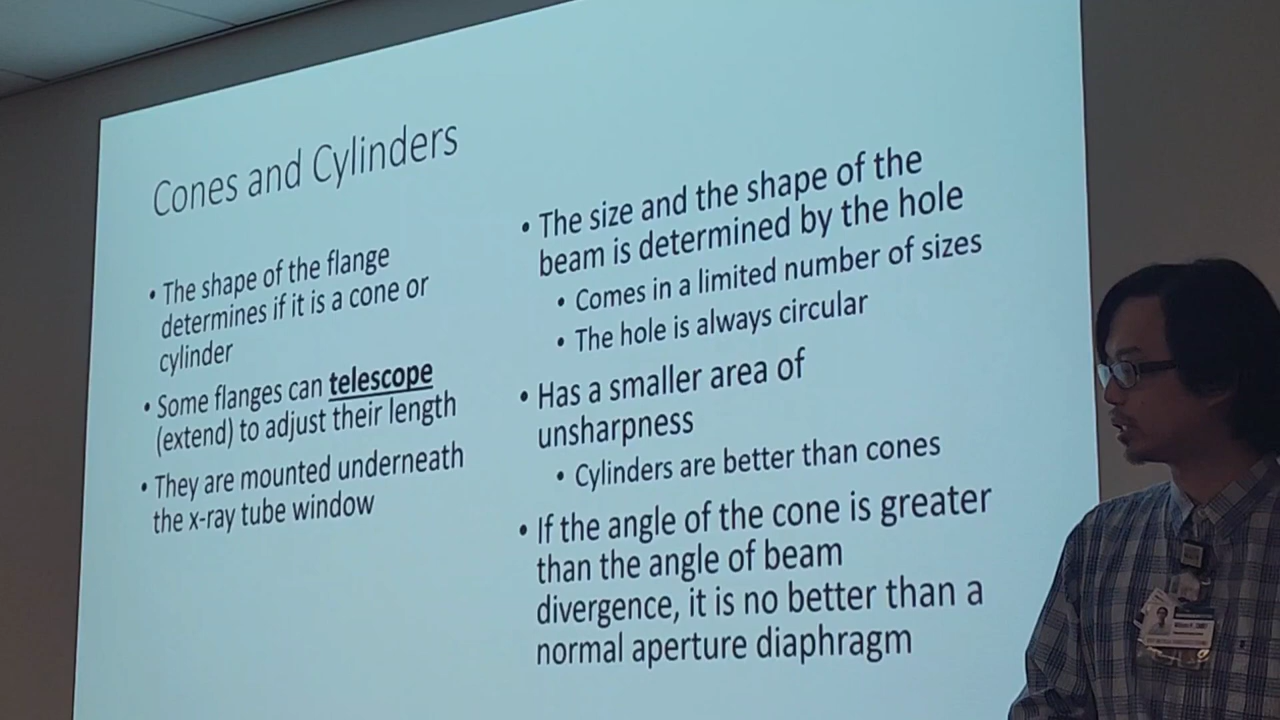 Cones and Cylinders
• The shape of the flange
determines if it is a cone or
cylinder
• Some flanges can telescope
(extend) to adjust their length
• They are mounted underneath
the x-ray tube window
• The size and the shape of the
beam is determined by the hole
• Comes in a limited number of sizes
• The hole is always circular
• Has a smaller area of
unsharpness
• Cylinders are better than cones
• If the angle of the cone is greater
than the angle of beam
divergence, it is no better than a
normal aperture diaphragm